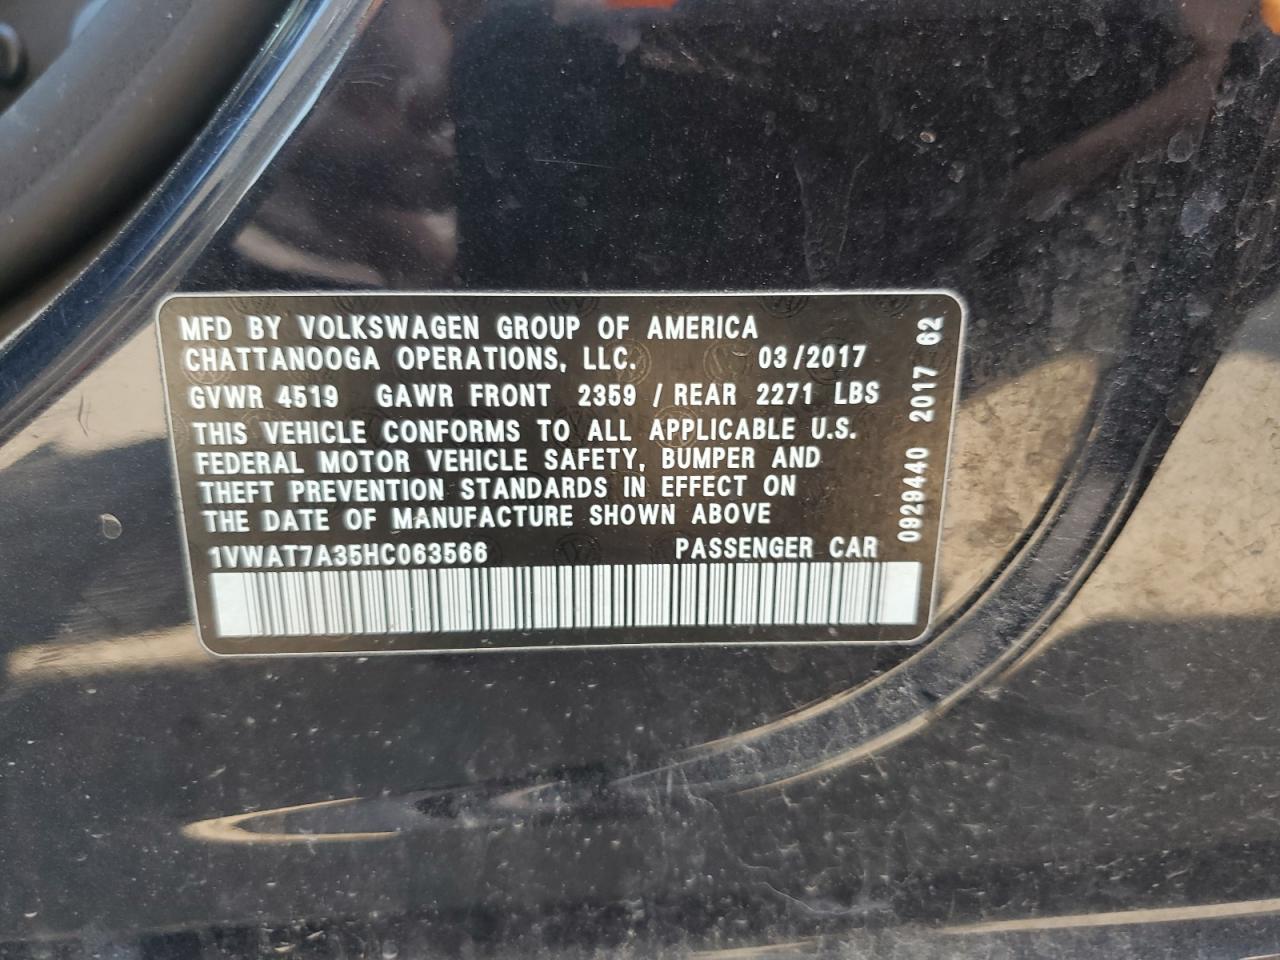 MFD BY VOLKSWAGEN GROUP OF AMERICA
CHATTANOOGA OPERATIONS, LLC. 03/2017
GVWR 4519 GAWR FRONT 2359 / REAR 2271 LBS
THIS VEHICLE CONFORMS TO ALL APPLICABLE U.S.
FEDERAL MOTOR VEHICLE SAFETY, BUMPER AND
THEFT PREVENTION STANDARDS IN EFFECT ON
THE DATE OF MANUFACTURE SHOWN ABOVE
1VWAT7A35HC063566 PASSENGER CAR
0929440 2017 62